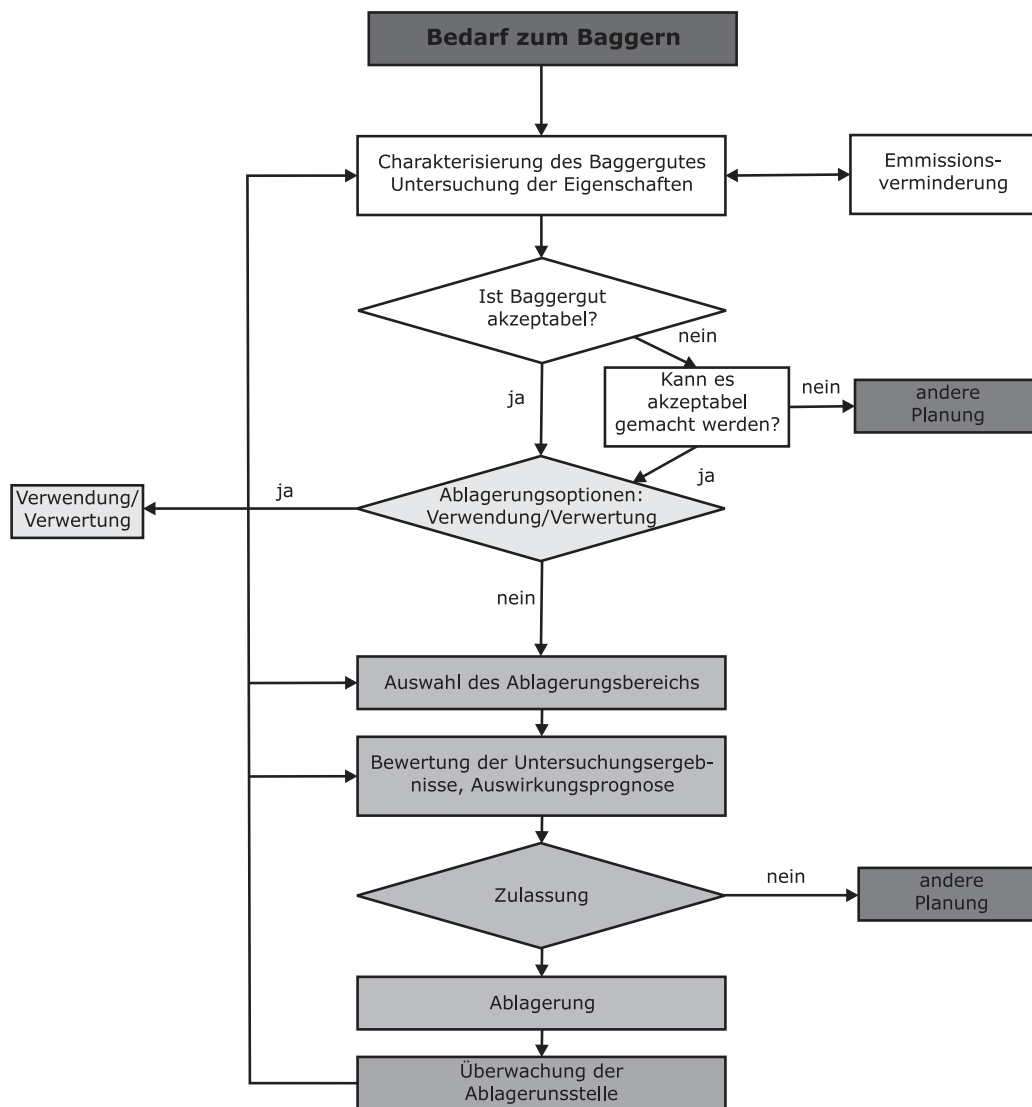 Bedarf zum Baggern
Charakterisierung des Baggergutes
Untersuchung der Eigenschaften
Emmissions-
verminderung
Ist Baggergut
akzeptabel?
nein
ja
Kann es
akzeptabel
gemacht werden?
nein
andere
Planung
ja
Ablagerungsoptionen:
Verwendung/Verwertung
ja
Verwendung/
Verwertung
nein
Auswahl des Ablagerungsbereichs
Bewertung der Untersuchungsergeb-
nisse, Auswirkungsprognose
Zulassung
nein
andere
Planung
Ablagerung
Überwachung der
Ablagerunsstelle